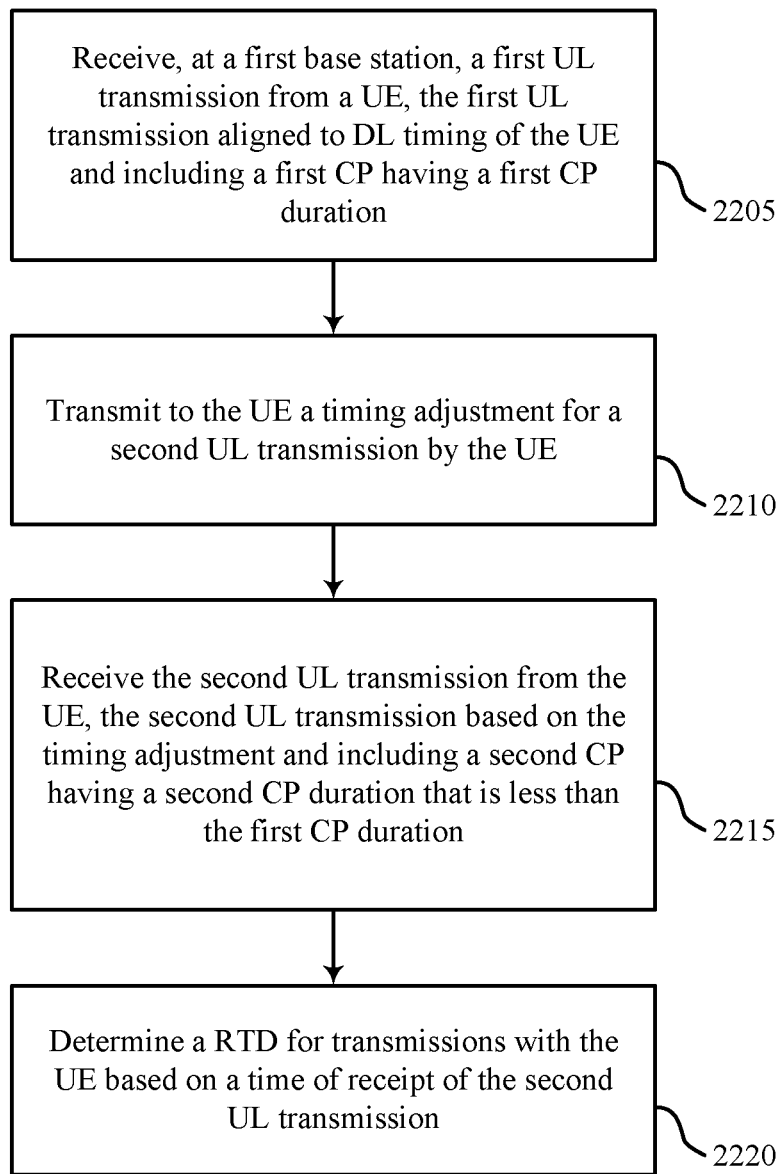 Receive, at a first base station, a first UL
transmission from a UE, the first UL
transmission aligned to DL timing of the UE
and including a first CP having a first CP
duration
2205
Transmit to the UE a timing adjustment for a
second UL transmission by the UE
2210
Receive the second UL transmission from the
UE, the second UL transmission based on the
timing adjustment and including a second CP
having a second CP duration that is less than
the first CP duration
2215
Determine a RTD for transmissions with the
UE based on a time of receipt of the second
UL transmission
2220